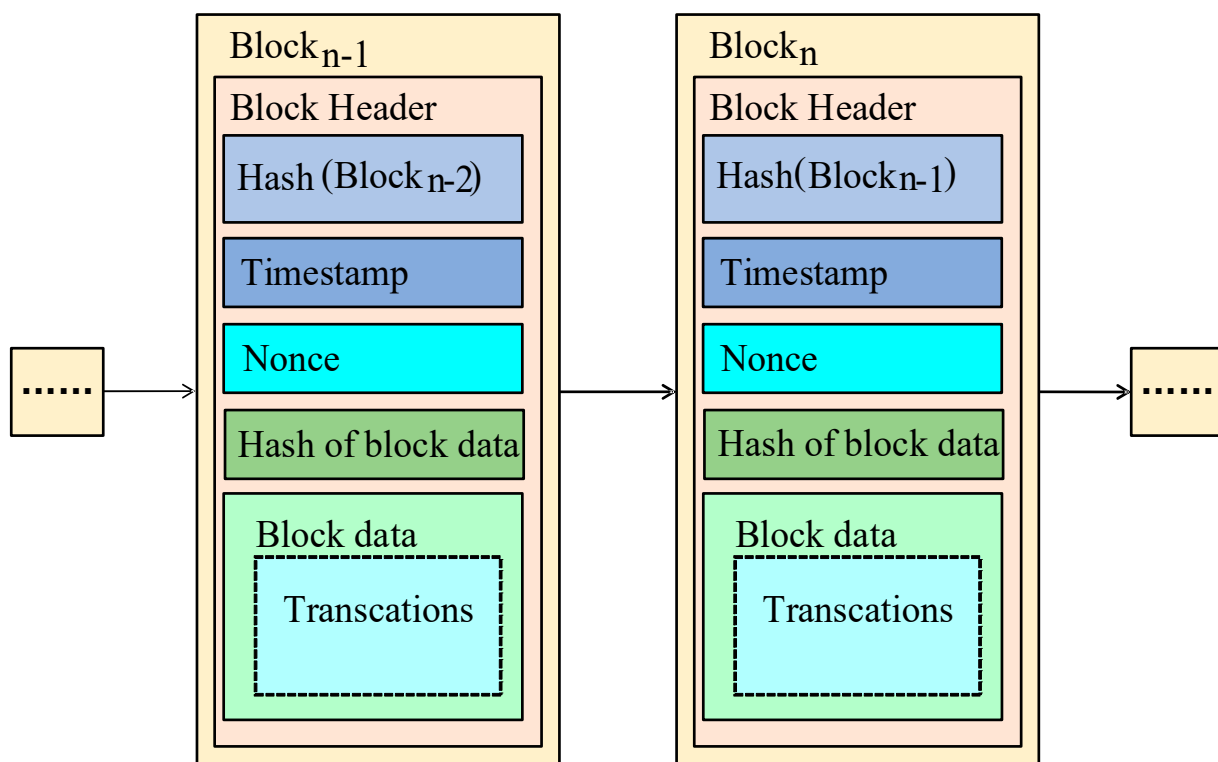 Block n-1
Block Header
Hash (Block n-2)
Timestamp
Nonce
Hash of block data
Block data
Transcations
Block n
Block Header
Hash(Block n-1)
Timestamp
Nonce
Hash of block data
Block data
Transcations
......
......